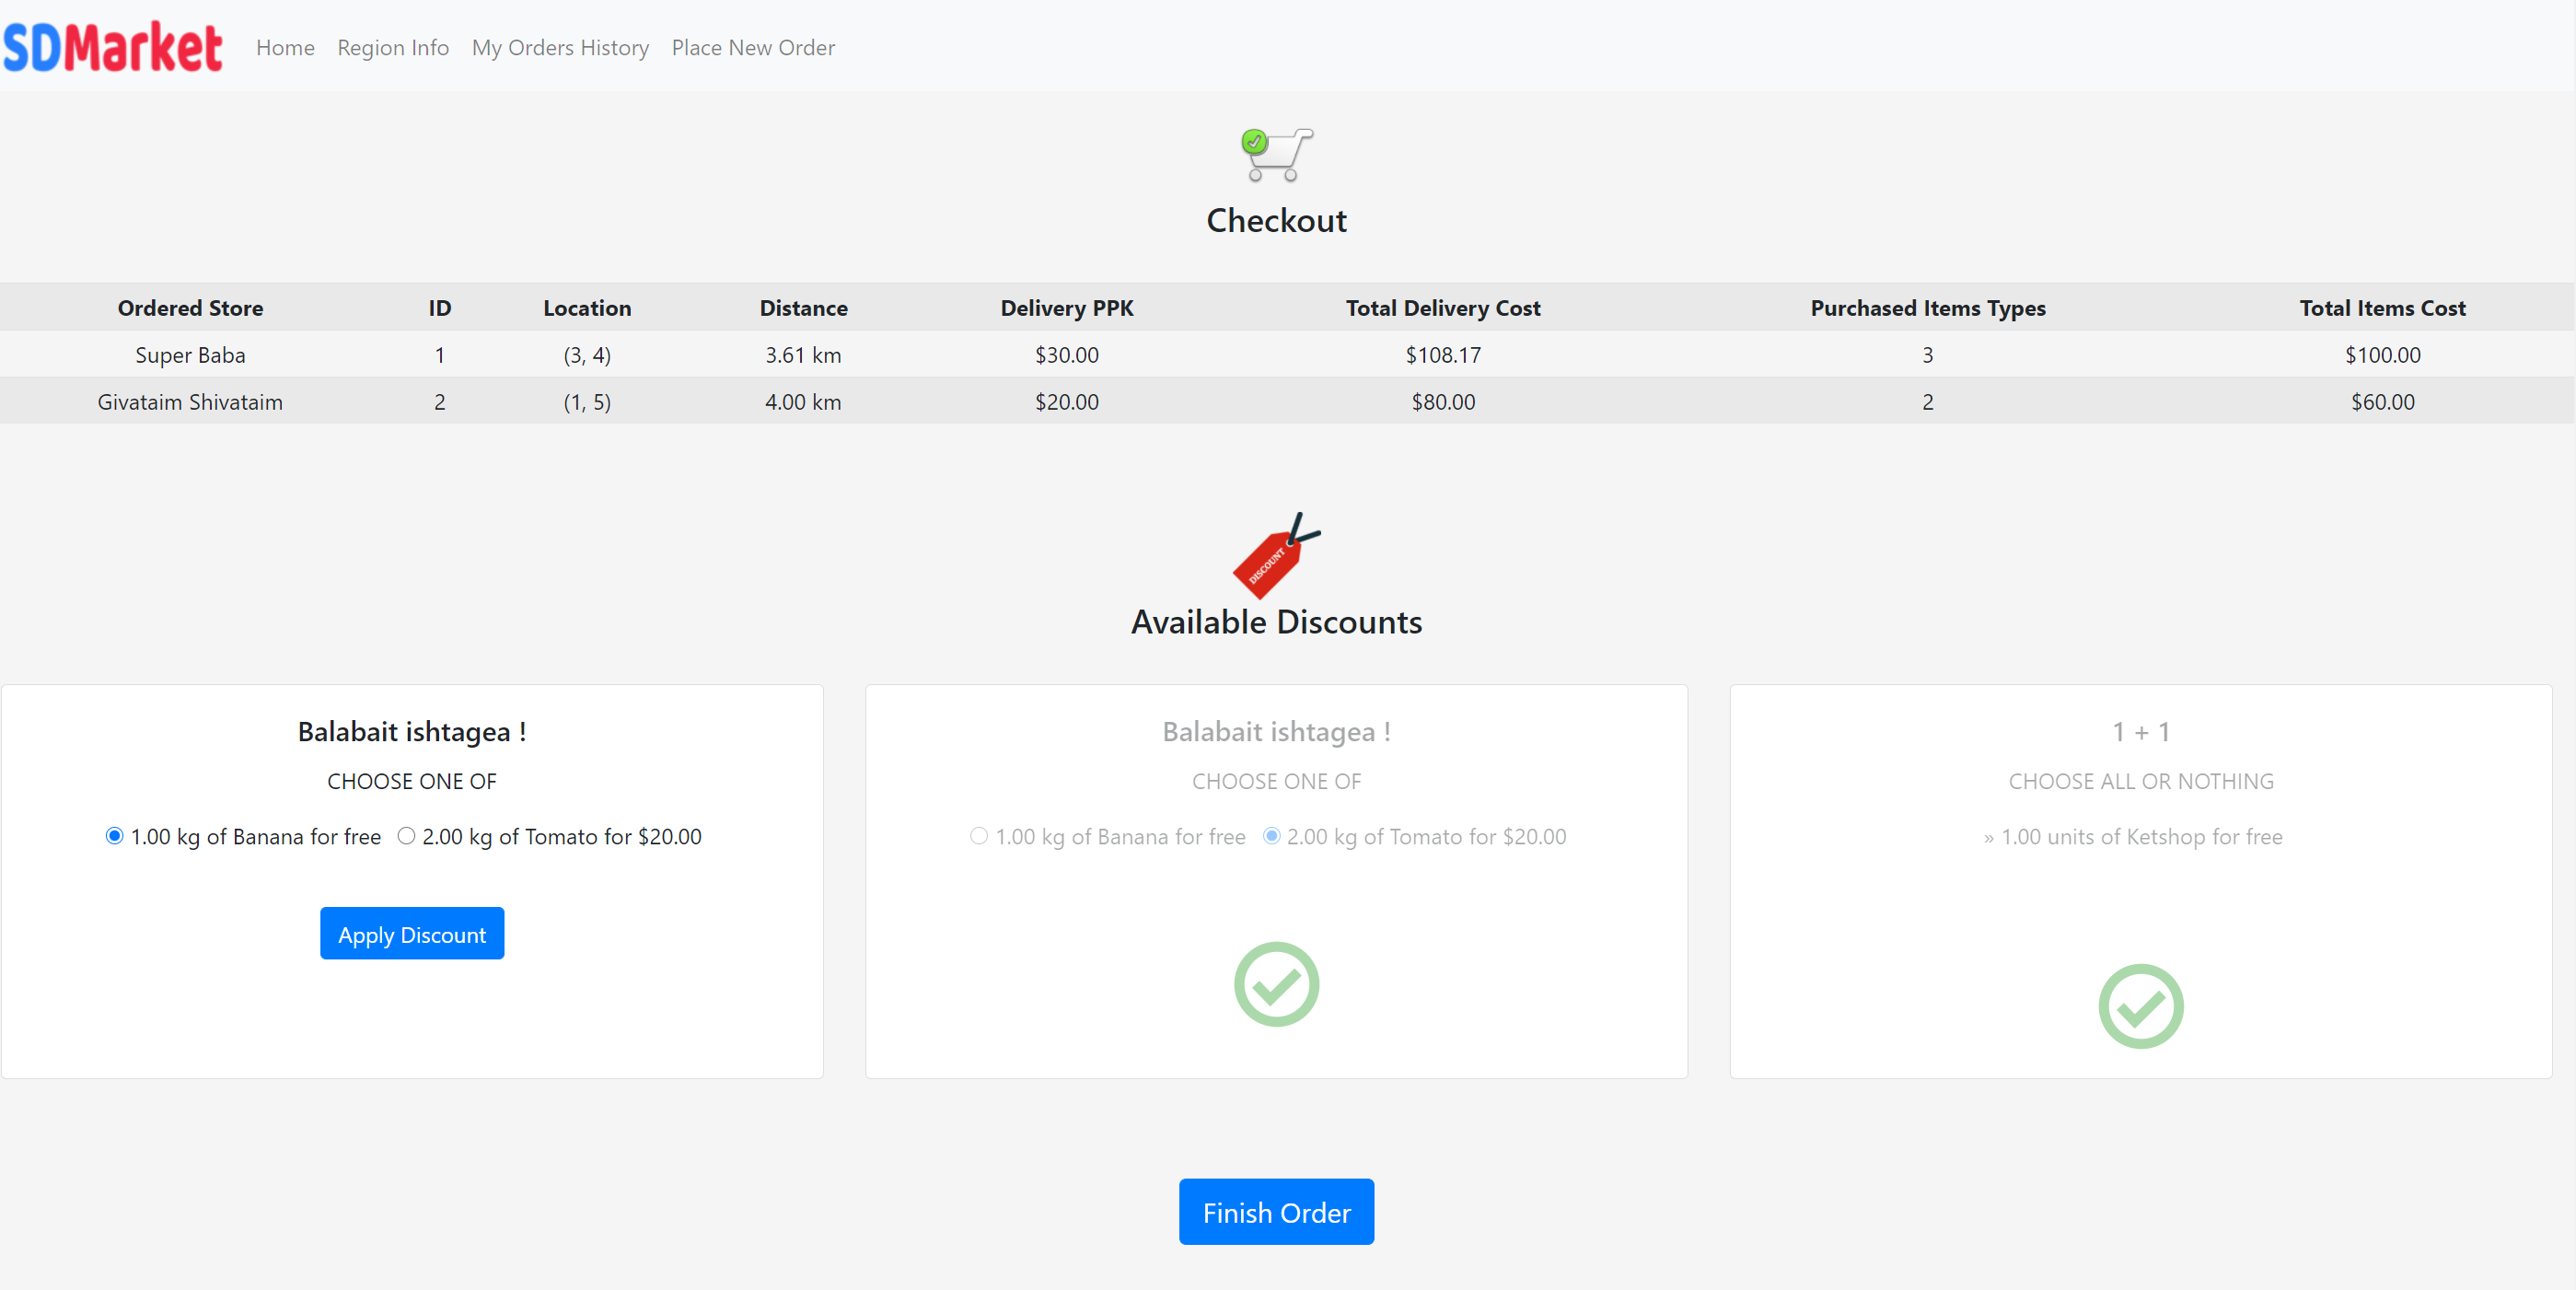 SDMarket Home Region Info My Orders History Place New Order
Checkout
Ordered Store ID Location Distance Delivery PPK Total Delivery Cost Purchased Items Types Total Items Cost
Super Baba 1 (3, 4) 3.61 km $30.00 $108.17 3 $100.00
Givataim Shivataim 2 (1, 5) 4.00 km $20.00 $80.00 2 $60.00
DISCOUNT
Available Discounts
Balabait ishtagea !
CHOOSE ONE OF
1.00 kg of Banana for free 2.00 kg of Tomato for $20.00
Apply Discount
Balabait ishtagea !
CHOOSE ONE OF
1.00 kg of Banana for free 2.00 kg of Tomato for $20.00
1 + 1
CHOOSE ALL OR NOTHING
» 1.00 units of Ketshop for free
Finish Order